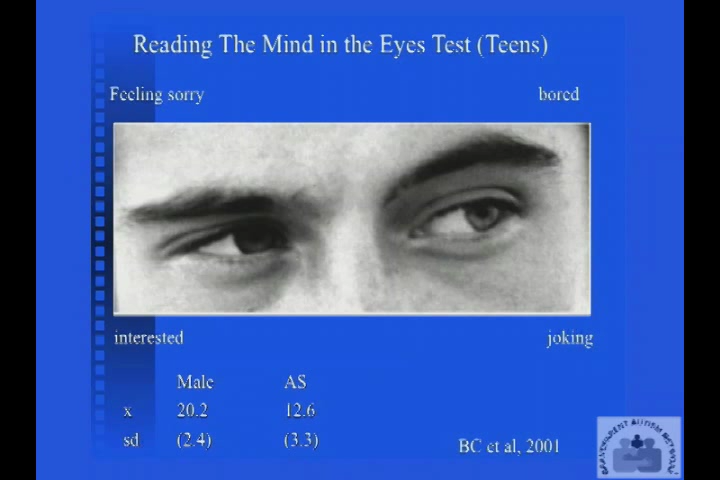 Reading The Mind in the Eyes Test (Teens)
Feeling sorry bored
interested joking
Male AS
x 20.2 12.6
sd (2.4) (3.3)
BC et al, 2001
AUTISM